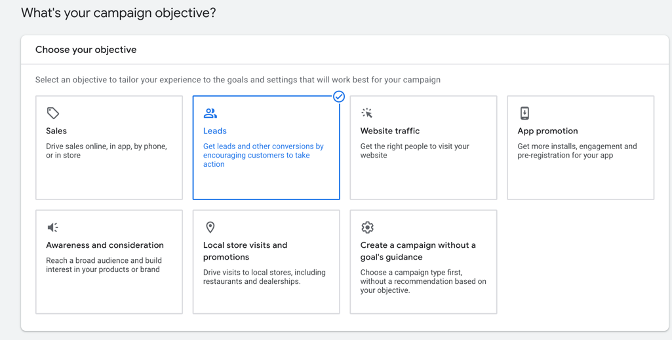 What's your campaign objective?
Choose your objective
Select an objective to tailor your experience to the goals and settings that will work best for your campaign
Sales
Drive sales online, in app, by phone,
or in store
Leads
Get leads and other conversions by
encouraging customers to take
action
Website traffic
Get the right people to visit your
website
App promotion
Get more installs, engagement and
pre-registration for your app
Awareness and consideration
Reach a broad audience and build
interest in your products or brand
Local store visits and
promotions
Drive visits to local stores, including
restaurants and dealerships.
Create a campaign without a
goal's guidance
Choose a campaign type first,
without a recommendation based on
your objective.